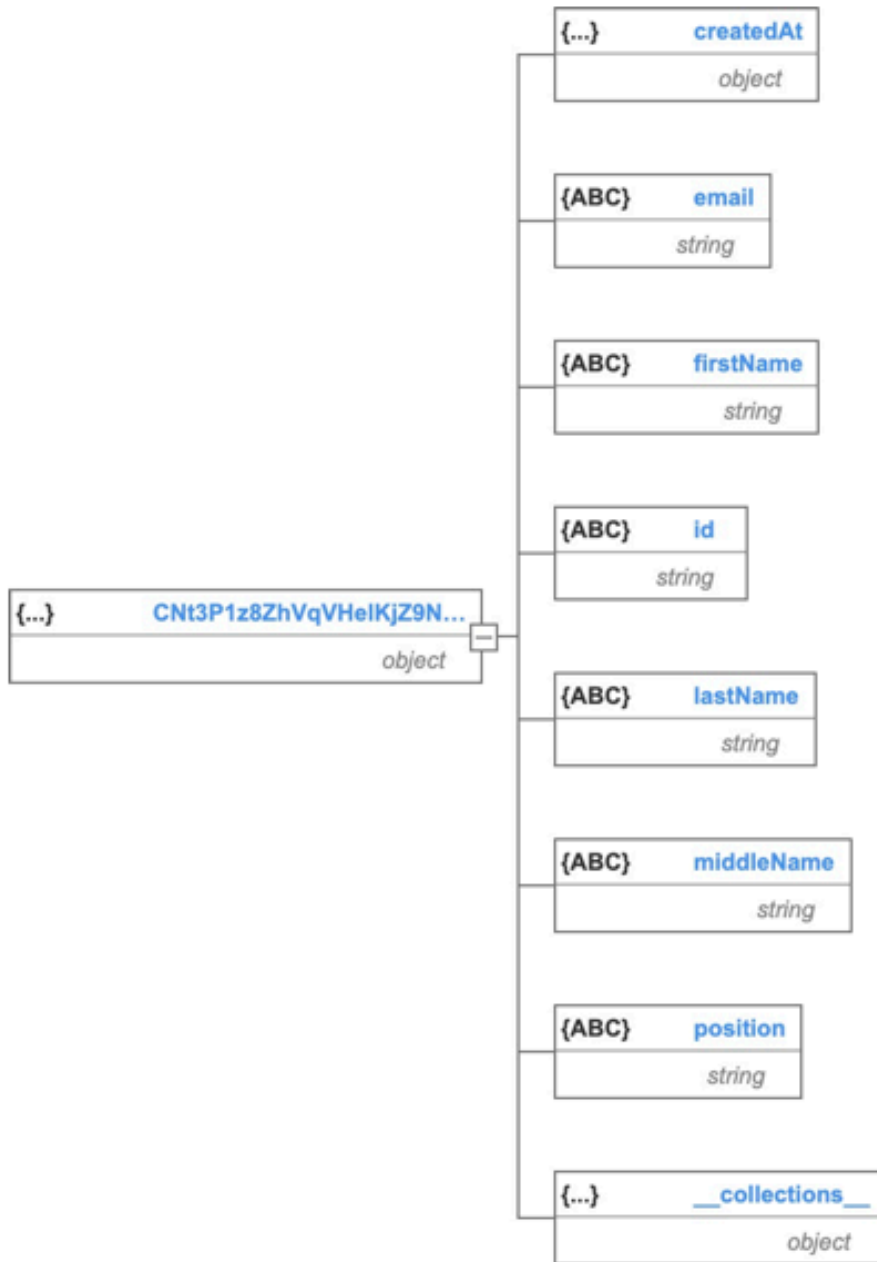 {...} createdAt
object
{ABC} email
string
{ABC} firstName
string
{ABC} id
string
{...} CNt3P1z8ZhVqVHelKjZ9N...
object
{ABC} lastName
string
{ABC} middleName
string
{ABC} position
string
{...} __collections__
object